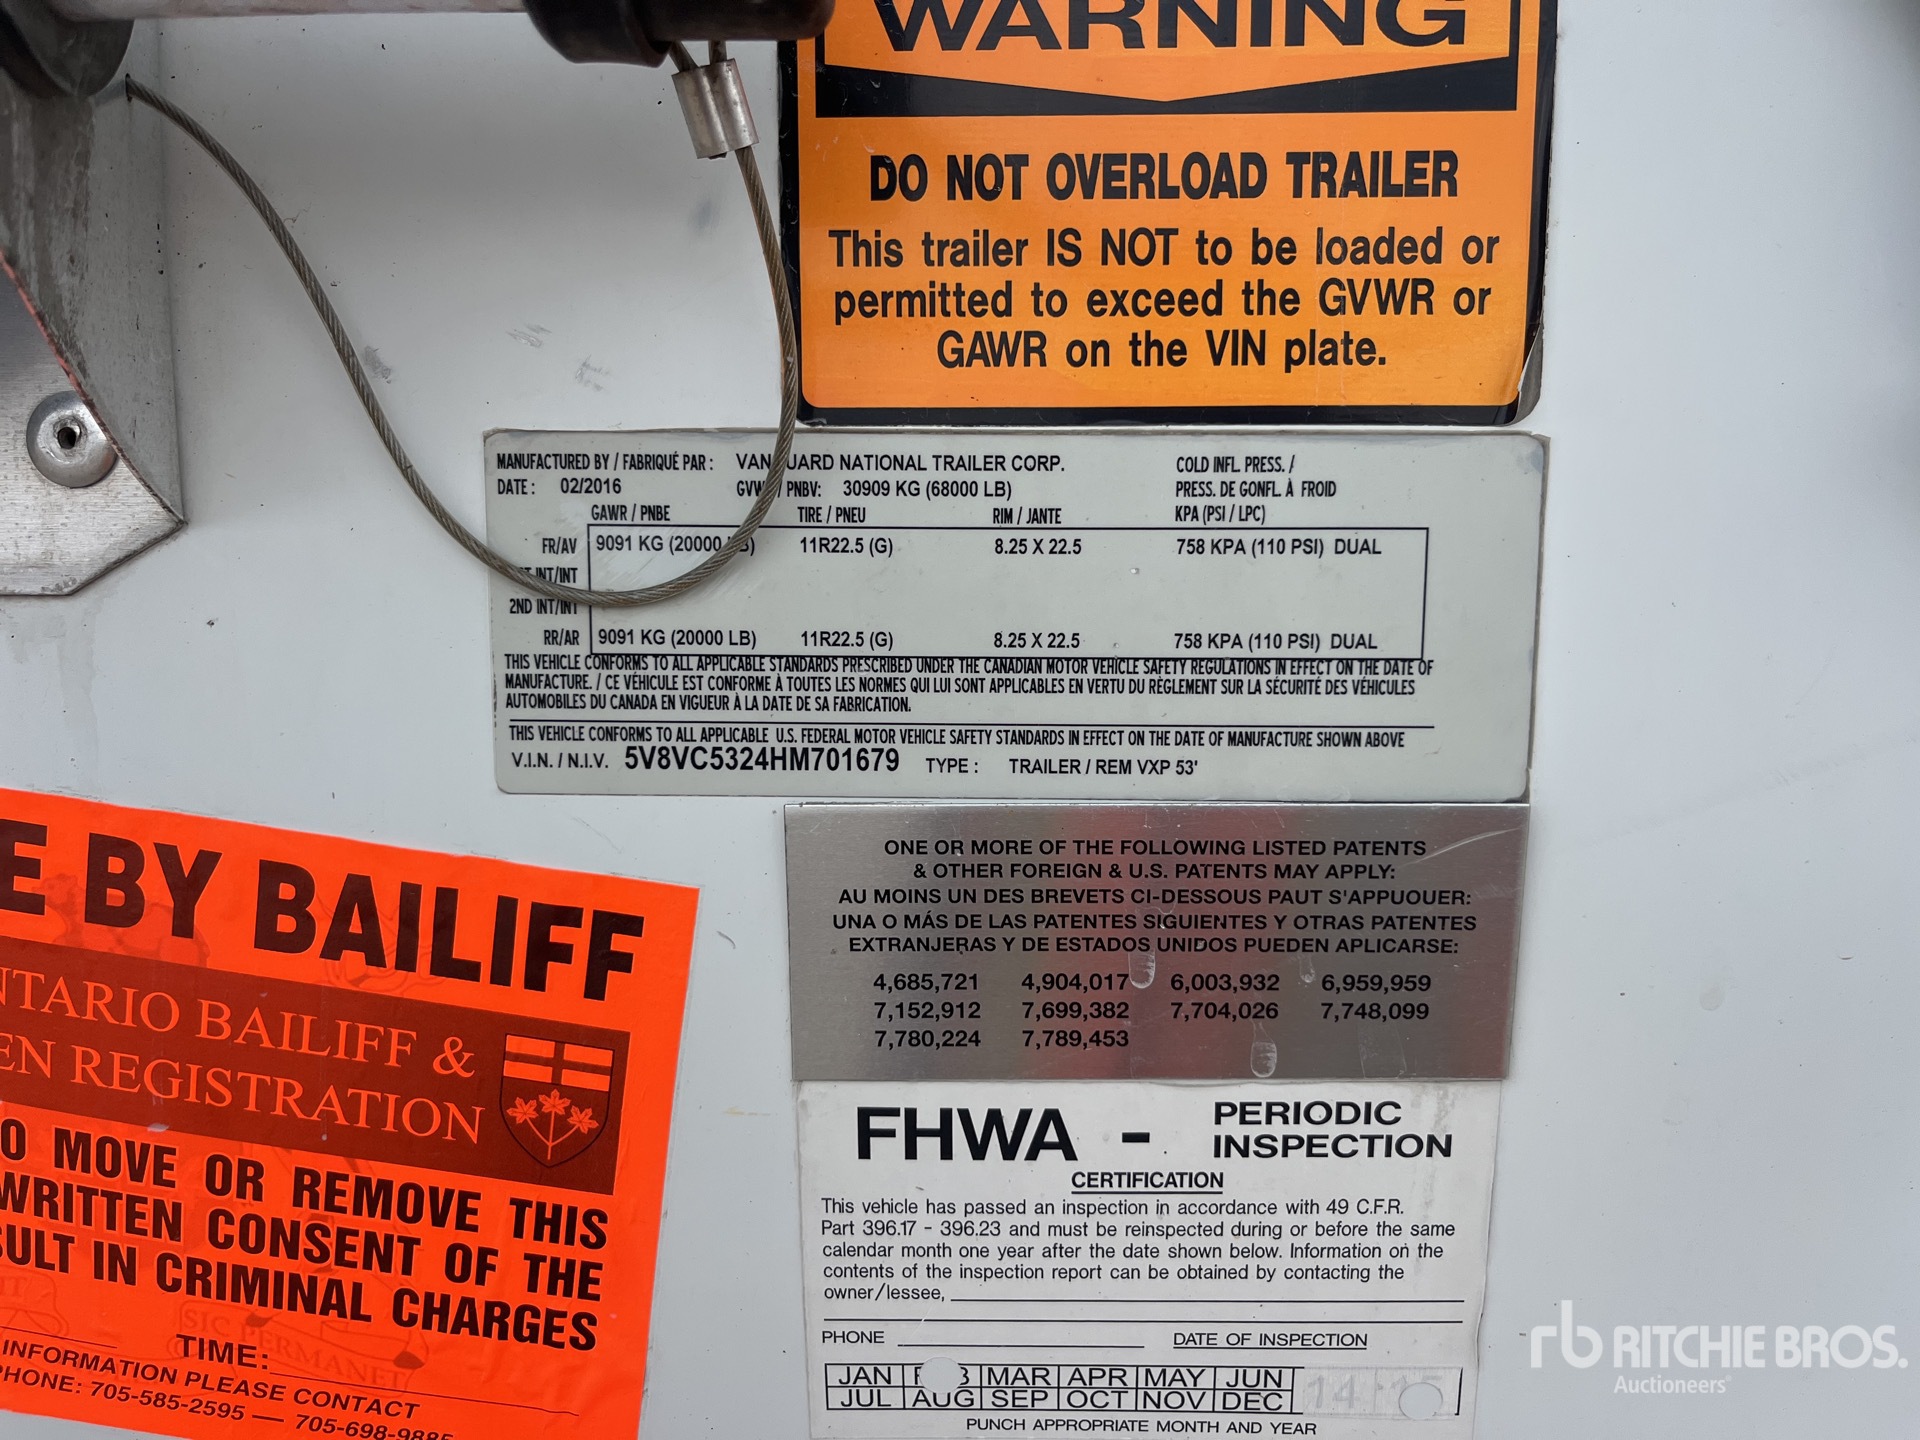 WARNING
DO NOT OVERLOAD TRAILER
This trailer IS NOT to be loaded or
permitted to exceed the GVWR or
GAWR on the VIN plate.
MANUFACTURED BY / FABRIQUÉ PAR : VANGUARD NATIONAL TRAILER CORP. COLD INFL. PRESS. /
DATE : 02/2016 GVWR / PNBV: 30909 KG (68000 LB) PRESS. DE GONFL. À FROID
GAWR / PNBE TIRE / PNEU RIM / JANTE KPA (PSI / LPC)
FR/AV 9091 KG (20000 LB) 11R22.5 (G) 8.25 X 22.5 758 KPA (110 PSI) DUAL
INT/INT
2ND INT/INT
RR/AR 9091 KG (20000 LB) 11R22.5 (G) 8.25 X 22.5 758 KPA (110 PSI) DUAL
THIS VEHICLE CONFORMS TO ALL APPLICABLE STANDARDS PRESCRIBED UNDER THE CANADIAN MOTOR VEHICLE SAFETY REGULATIONS IN EFFECT ON THE DATE OF
MANUFACTURE. / CE VÉHICULE EST CONFORME À TOUTES LES NORMES QUI LUI SONT APPLICABLES EN VERTU DU RÈGLEMENT SUR LA SÉCURITÉ DES VÉHICULES
AUTOMOBILES DU CANADA EN VIGUEUR À LA DATE DE SA FABRICATION.
THIS VEHICLE CONFORMS TO ALL APPLICABLE U.S. FEDERAL MOTOR VEHICLE SAFETY STANDARDS IN EFFECT ON THE DATE OF MANUFACTURE SHOWN ABOVE
V.I.N. / N.I.V. 5V8VC5324HM701679 TYPE : TRAILER / REM VXP 53'
ONE OR MORE OF THE FOLLOWING LISTED PATENTS
& OTHER FOREIGN & U.S. PATENTS MAY APPLY:
AU MOINS UN DES BREVETS CI-DESSOUS PAUT S'APPUOUER:
UNA O MÁS DE LAS PATENTES SIGUIENTES Y OTRAS PATENTES
EXTRANJERAS Y DE ESTADOS UNIDOS PUEDEN APLICARSE:
4,685,721 4,904,017 6,003,932 6,959,959
7,152,912 7,699,382 7,704,026 7,748,099
7,780,224 7,789,453
FHWA - PERIODIC
INSPECTION
CERTIFICATION
This vehicle has passed an inspection in accordance with 49 C.F.R.
Part 396.17 - 396.23 and must be reinspected during or before the same
calendar month one year after the date shown below. Information on the
contents of the inspection report can be obtained by contacting the
owner/lessee,
PHONE DATE OF INSPECTION
JAN FEB MAR APR MAY JUN 14
JUL AUG SEP OCT NOV DEC
PUNCH APPROPRIATE MONTH AND YEAR
E BY BAILIFF
NTARIO BAILIFF &
EN REGISTRATION
O MOVE OR REMOVE THIS
WRITTEN CONSENT OF THE
SULT IN CRIMINAL CHARGES
TIME:
INFORMATION PLEASE CONTACT
PHONE: 705-585-2595 — 705-698-9885
SIC PERMANET
rb RITCHIE BROS.
Auctioneers